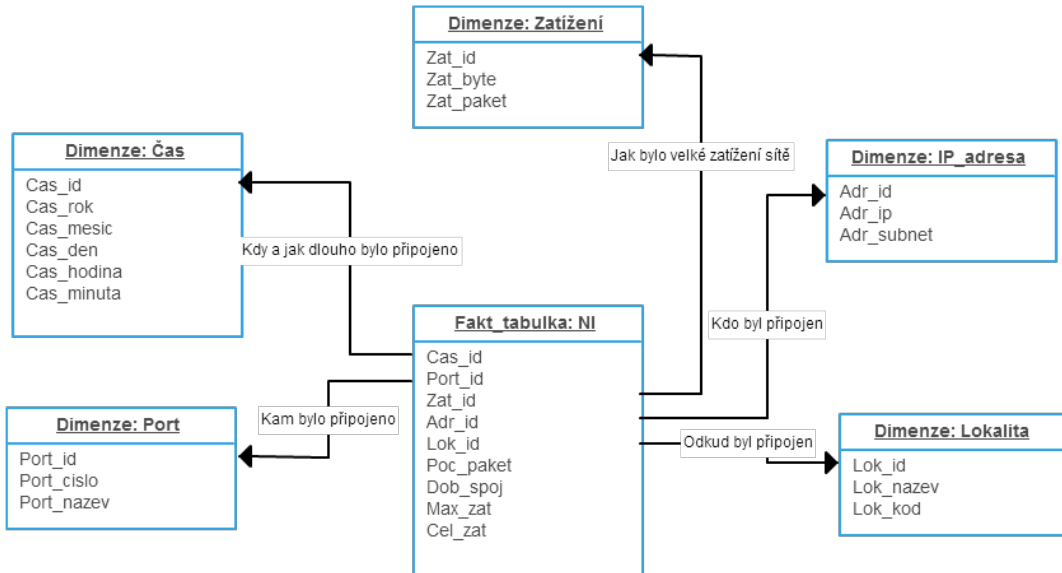 Dimenze: Zatížení
Zat_id
Zat_byte
Zat_paket
Dimenze: Čas
Cas_id
Cas_rok
Cas_mesic
Cas_den
Cas_hodina
Cas_minuta
Jak bylo velké zatížení sítě
Dimenze: IP_adresa
Adr_id
Adr_ip
Adr_subnet
Kdy a jak dlouho bylo připojeno
Kdo byl připojen
Fakt_tabulka: NI
Cas_id
Port_id
Zat_id
Adr_id
Lok_id
Poc_paket
Dob_spoj
Max_zat
Cel_zat
Kam bylo připojeno
Dimenze: Port
Port_id
Port_cislo
Port_nazev
Odkud byl připojen
Dimenze: Lokalita
Lok_id
Lok_nazev
Lok_kod